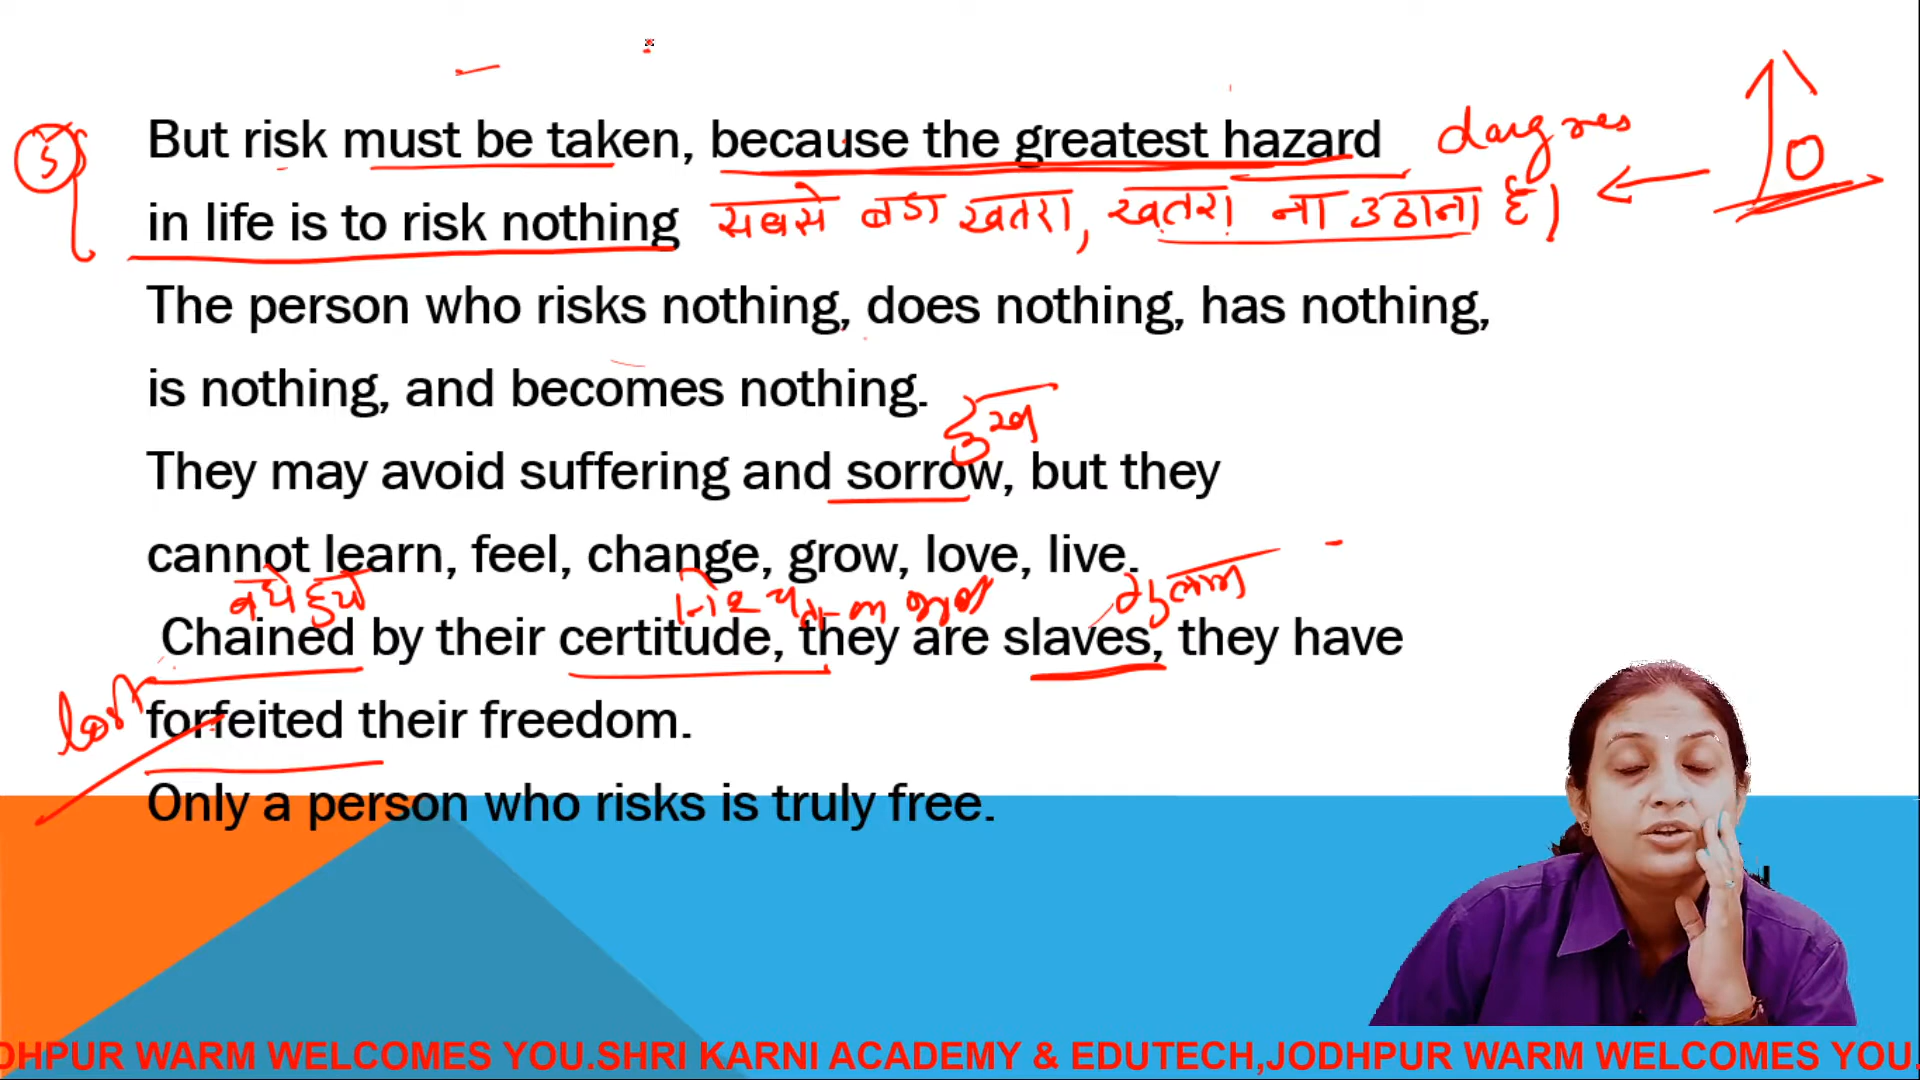 But risk must be taken, because the greatest hazard
in life is to risk nothing सबसे बडा खतरा, खतरा ना उठाना है।
The person who risks nothing, does nothing, has nothing,
is nothing, and becomes nothing.
They may avoid suffering and sorrow, but they
cannot learn, feel, change, grow, love, live.
गुलाम
Chained by their certitude, they are slaves, they have
forfeited their freedom.
Only a person who risks is truly free.
DHPUR WARM WELCOMES YOU.SHRI KARNI ACADEMY & EDUTECH,JODHPUR WARM WELCOMES YOU.